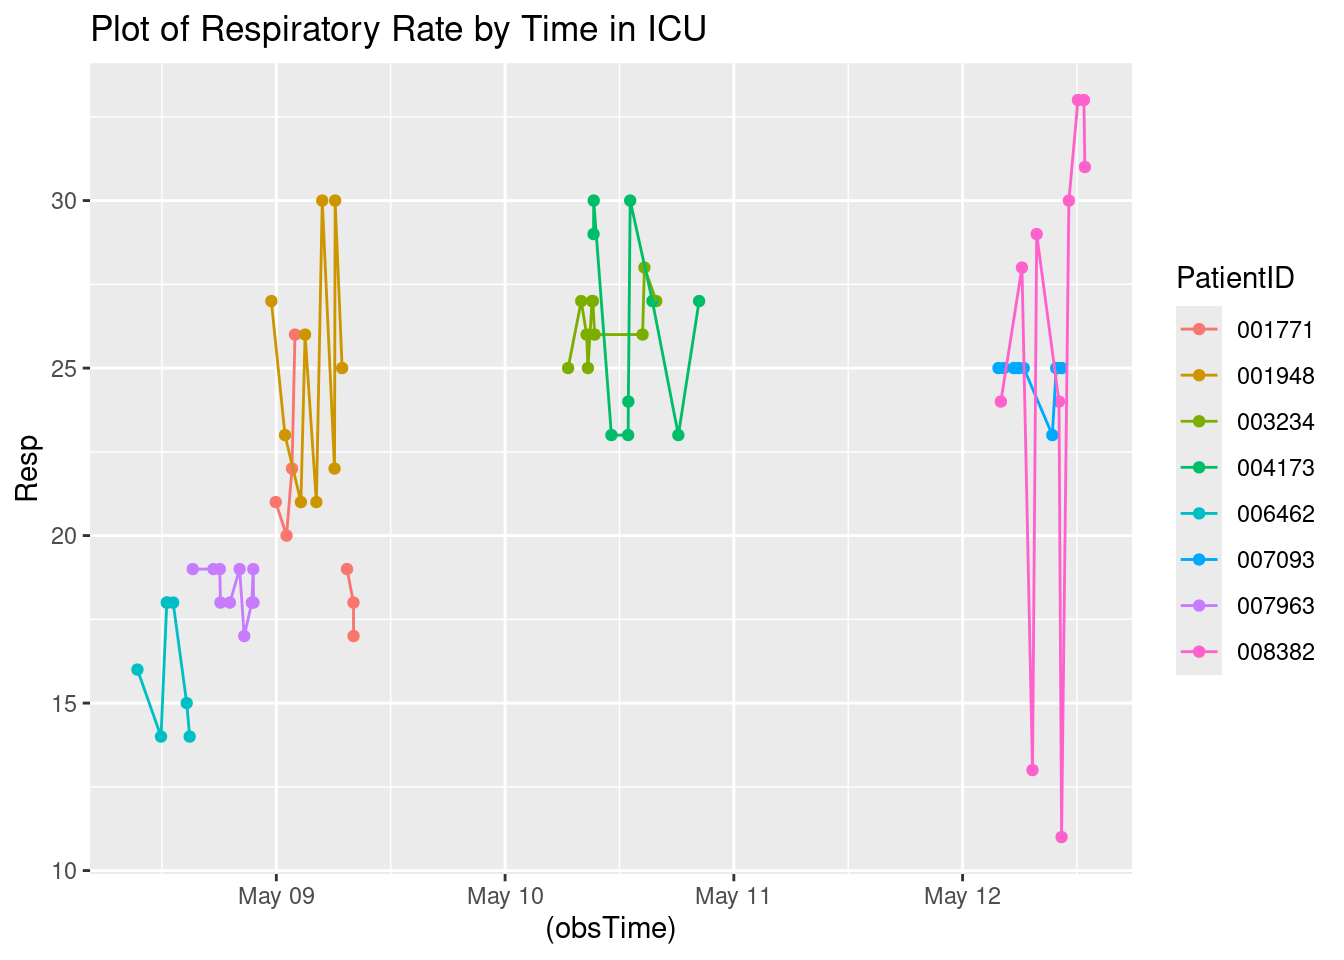 Plot of Respiratory Rate by Time in ICU
30
25
20
15
10
Resp
May 09
May 10
May 11
May 12
(obsTime)
PatientID
001771
001948
003234
004173
006462
007093
007963
008382